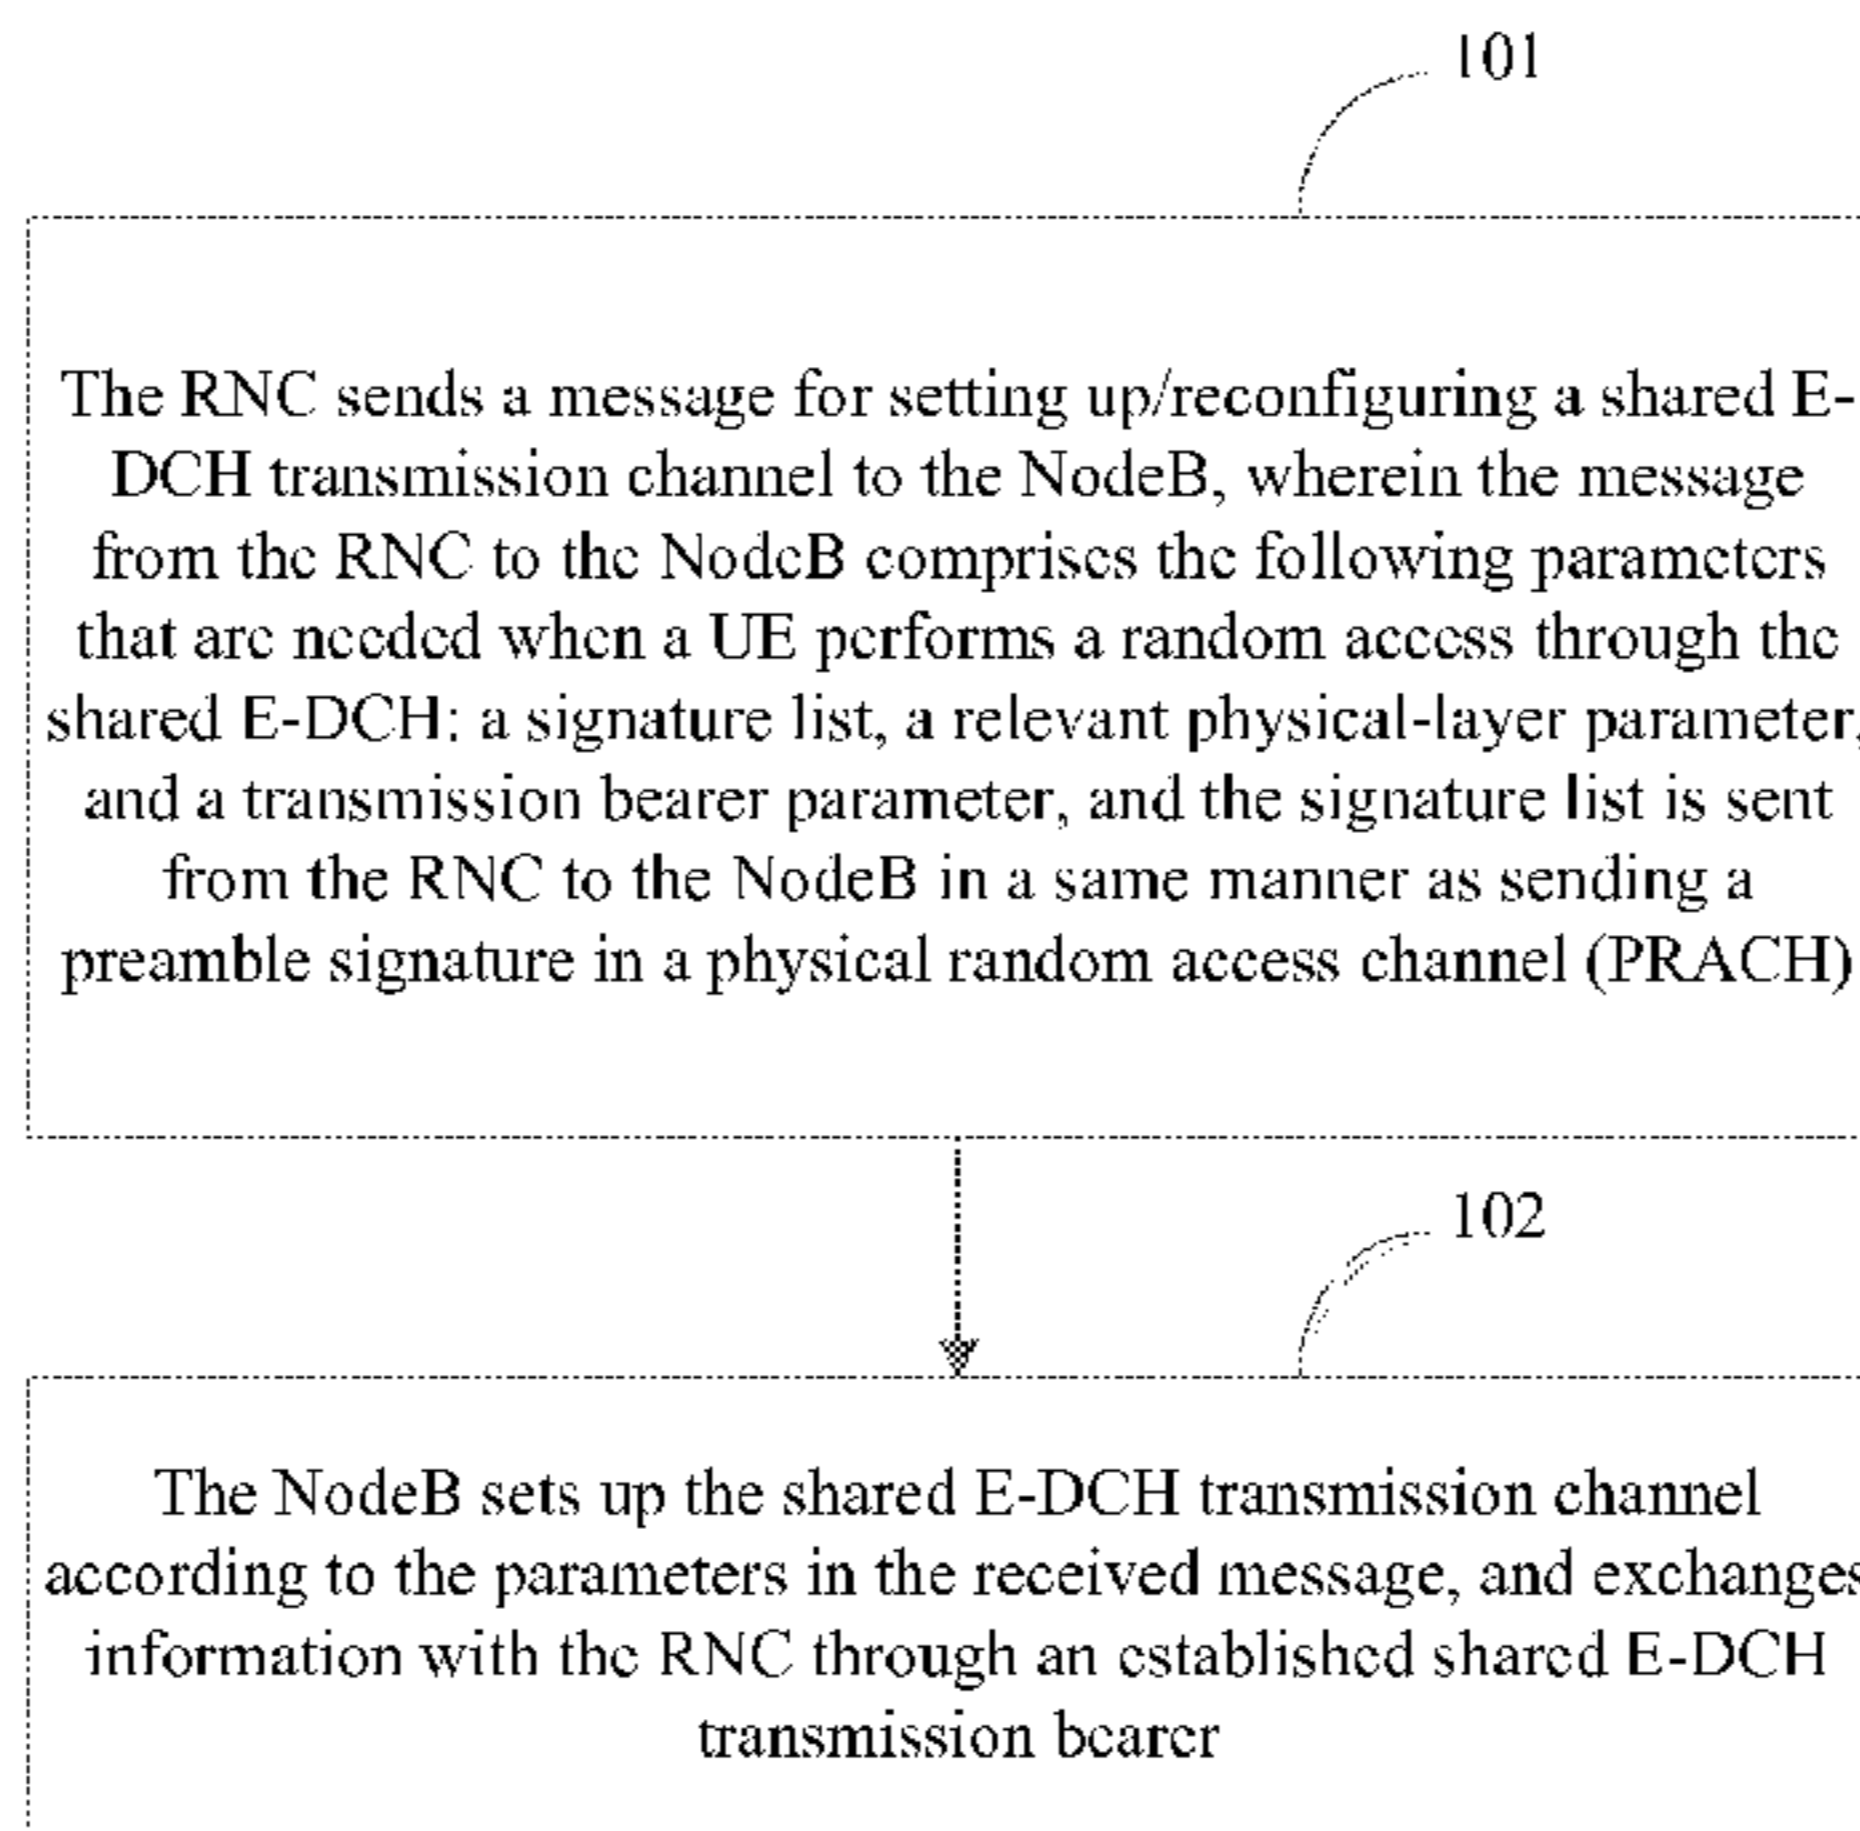 101
The RNC sends a message for setting up/reconfiguring a shared E-
DCH transmission channel to the NodeB, wherein the message
from the RNC to the NodeB comprises the following parameters
that are needed when a UE performs a random access through the
shared E-DCH: a signature list, a relevant physical-layer parameter,
and a transmission bearer parameter, and the signature list is sent
from the RNC to the NodeB in a same manner as sending a
preamble signature in a physical random access channel (PRACH)
102
The NodeB sets up the shared E-DCH transmission channel
according to the parameters in the received message, and exchanges
information with the RNC through an established shared E-DCH
transmission bearer